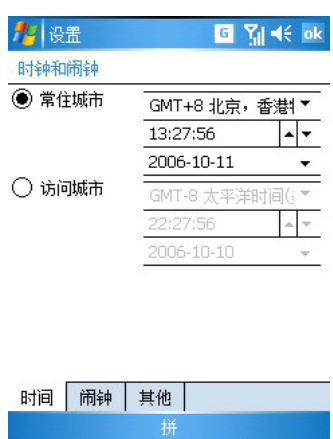 设置 G ok
时钟和闹钟
常住城市 GMT+8 北京，香港
13:27:56
2006-10-11
访问城市 GMT-8 太平洋时间(
22:27:56
2006-10-10
时间 闹钟 其他
拼